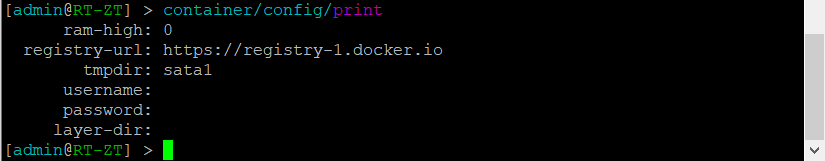 [admin@RT-ZT] > container/config/print
ram-high: 0
registry-url: https://registry-1.docker.io
tmpdir: sata1
username:
password:
layer-dir:
[admin@RT-ZT] >